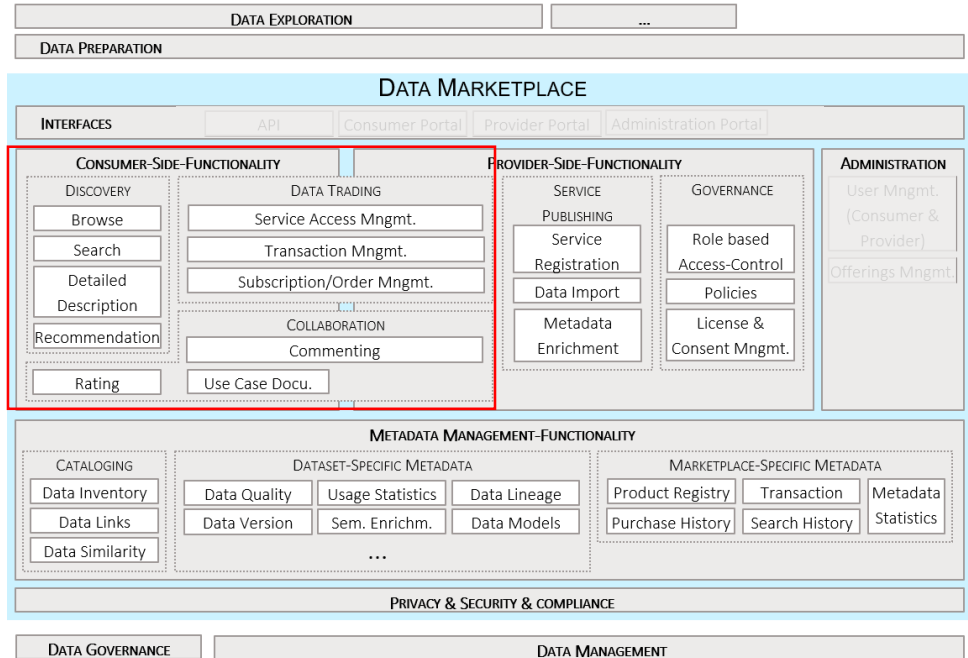 DATA EXPLORATION
...
DATA PREPARATION
DATA MARKETPLACE
INTERFACES
API
Consumer Portal
Provider Portal
Administration Portal
CONSUMER-SIDE-FUNCTIONALITY
DISCOVERY
Browse
Search
Detailed
Description
Recommendation
DATA TRADING
Service Access Mngmt.
Transaction Mngmt.
Subscription/Order Mngmt.
COLLABORATION
Commenting
Rating
Use Case Docu.
PROVIDER-SIDE-FUNCTIONALITY
SERVICE
PUBLISHING
Service
Registration
Data Import
Metadata
Enrichment
GOVERNANCE
Role based
Access-Control
Policies
License &
Consent Mngmt.
ADMINISTRATION
User Mngmt.
(Consumer &
Provider)
Offerings Mngmt.
METADATA MANAGEMENT-FUNCTIONALITY
CATALOGING
Data Inventory
Data Links
Data Similarity
DATASET-SPECIFIC METADATA
Data Quality
Usage Statistics
Data Lineage
Data Version
Sem. Enrichm.
Data Models
...
MARKETPLACE-SPECIFIC METADATA
Product Registry
Transaction
Metadata
Statistics
Purchase History
Search History
PRIVACY & SECURITY & COMPLIANCE
DATA GOVERNANCE
DATA MANAGEMENT